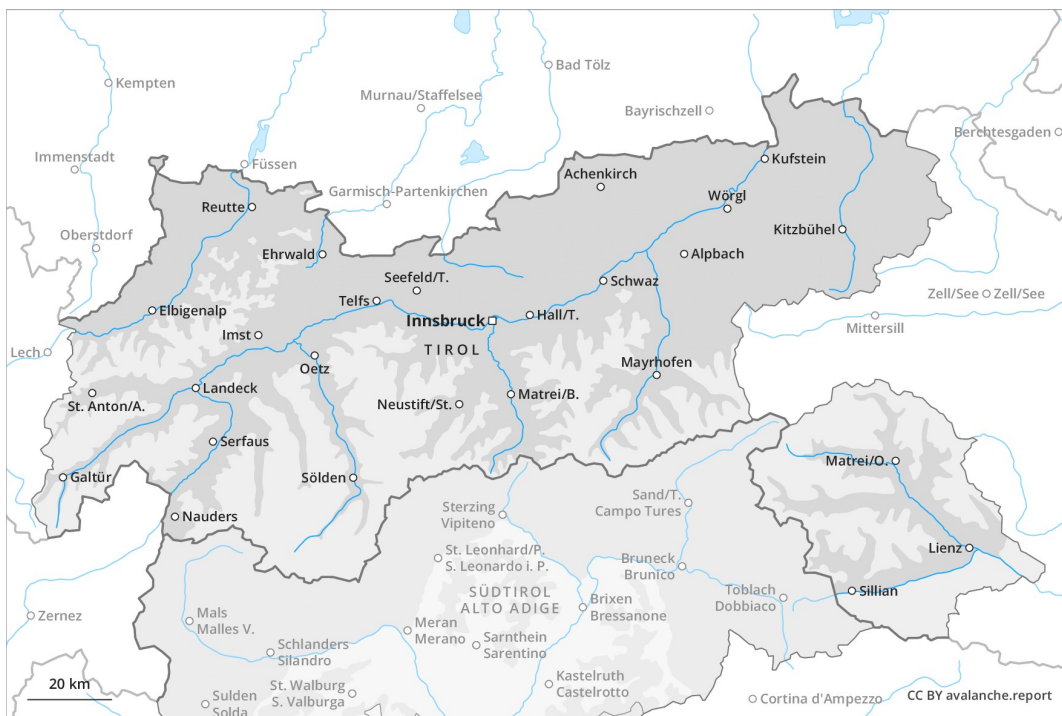 Kempten
Bad Tölz
Murnau/Staffelsee
Bayrischzell
Berchtesgaden
Immenstadt
Füssen
Kufstein
Garmisch-Partenkirchen
Achenkirch
Reutte
Wörgl
Oberstdorf
Kitzbühel
Ehrwald
Alpbach
Seefeld/T.
Schwaz
Zell/See
Zell/See
Telfs
Elbigenalp
Innsbruck
Hall/T.
Mittersill
Imst
TIROL
Lech
Oetz
Mayrhofen
Landeck
St. Anton/A.
Neustift/St.
Matrei/B.
Serfaus
Matrei/O.
Galtür
Sölden
Sand/T.
Campo Tures
Sterzing
Vipiteno
Nauders
Lienz
St. Leonhard/P.
S. Leonardo i. P.
Bruneck
Brunico
SÜDTIROL
ALTO ADIGE
Sillian
Toblach
Dobbiaco
Brixen
Bressanone
Zernez
Mals
Malles V.
Meran
Merano
Sarnthein
Sarentino
Schlanders
Silandro
20 km
St. Walburg
S. Valburga
Kastelruth
Castelrotto
Sulden
Solda
Cortina d'Ampezzo
CC BY avalanche.report